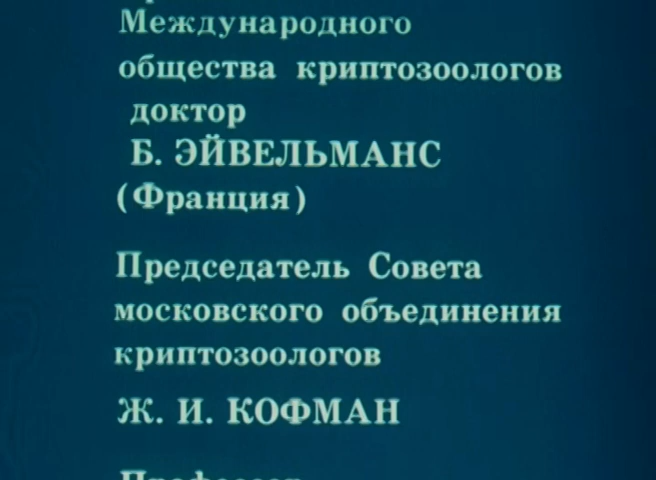 Международного
общества криптозоологов
доктор
Б. ЭЙВЕЛЬМАНС
(Франция)
Председатель Совета
московского объединения
криптозоологов
Ж. И. КОФМАН